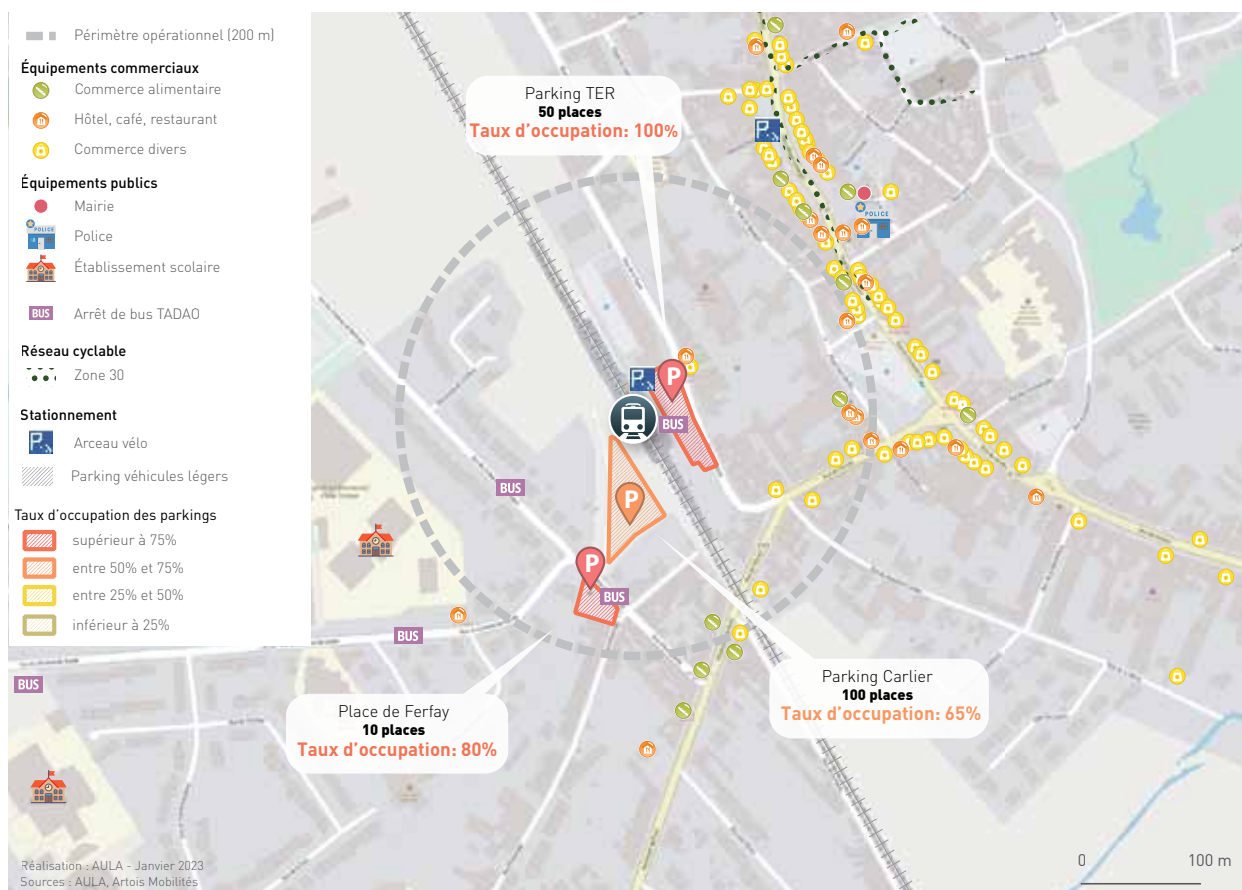 Périmètre opérationnel (200 m)
Équipements commerciaux
Commerce alimentaire
Hôtel, café, restaurant
Commerce divers
Équipements publics
Mairie
POLICE
Police
Établissement scolaire
BUS
Arrêt de bus TADAO
Réseau cyclable
Zone 30
Stationnement
P
Arceau vélo
Parking véhicules légers
Taux d'occupation des parkings
supérieur à 75%
entre 50% et 75%
entre 25% et 50%
inférieur à 25%
Parking TER
50 places
Taux d'occupation: 100%
P
POLICE
P
P
BUS
BUS
P
P
BUS
BUS
BUS
Parking Carlier
100 places
Taux d'occupation: 65%
Place de Ferfay
10 places
Taux d'occupation: 80%
Réalisation : AULA - Janvier 2023
Sources : AULA, Artois Mobilités
0
100 m